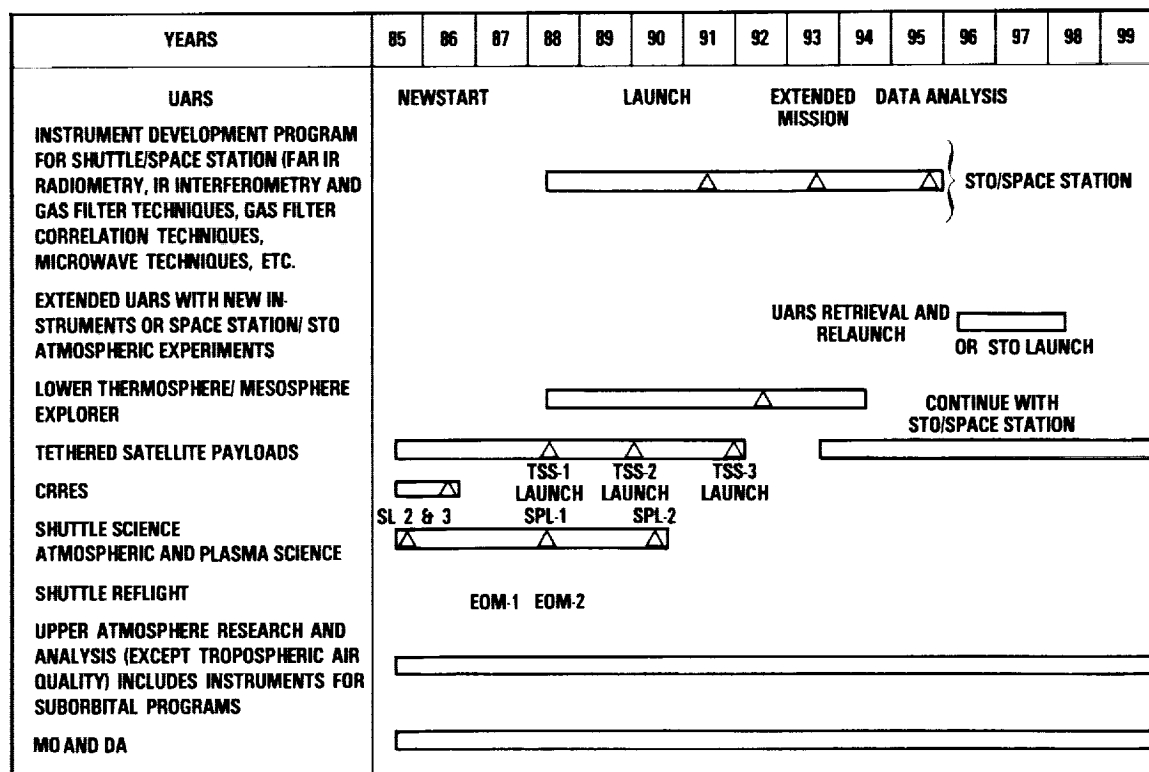 YEARS 85 86 87 88 89 90 91 92 93 94 95 96 97 98 99
UARS NEWSTART LAUNCH EXTENDED DATA ANALYSIS
MISSION
INSTRUMENT DEVELOPMENT PROGRAM
FOR SHUTTLE/SPACE STATION (FAR IR
RADIOMETRY, IR INTERFEROMETRY AND
GAS FILTER TECHNIQUES, GAS FILTER
CORRELATION TECHNIQUES,
MICROWAVE TECHNIQUES, ETC.
STO/SPACE STATION
EXTENDED UARS WITH NEW IN-
STRUMENTS OR SPACE STATION/ STO
ATMOSPHERIC EXPERIMENTS
UARS RETRIEVAL AND
RELAUNCH
OR STO LAUNCH
LOWER THERMOSPHERE/ MESOSPHERE
EXPLORER
CONTINUE WITH
STO/SPACE STATION
TETHERED SATELLITE PAYLOADS
TSS-1 TSS-2 TSS-3
LAUNCH LAUNCH LAUNCH
CRRES
SL 2 & 3 SPL-1 SPL-2
SHUTTLE SCIENCE
ATMOSPHERIC AND PLASMA SCIENCE
SHUTTLE REFLIGHT
EOM-1 EOM-2
UPPER ATMOSPHERE RESEARCH AND
ANALYSIS (EXCEPT TROPOSPHERIC AIR
QUALITY) INCLUDES INSTRUMENTS FOR
SUBORBITAL PROGRAMS
MO AND DA